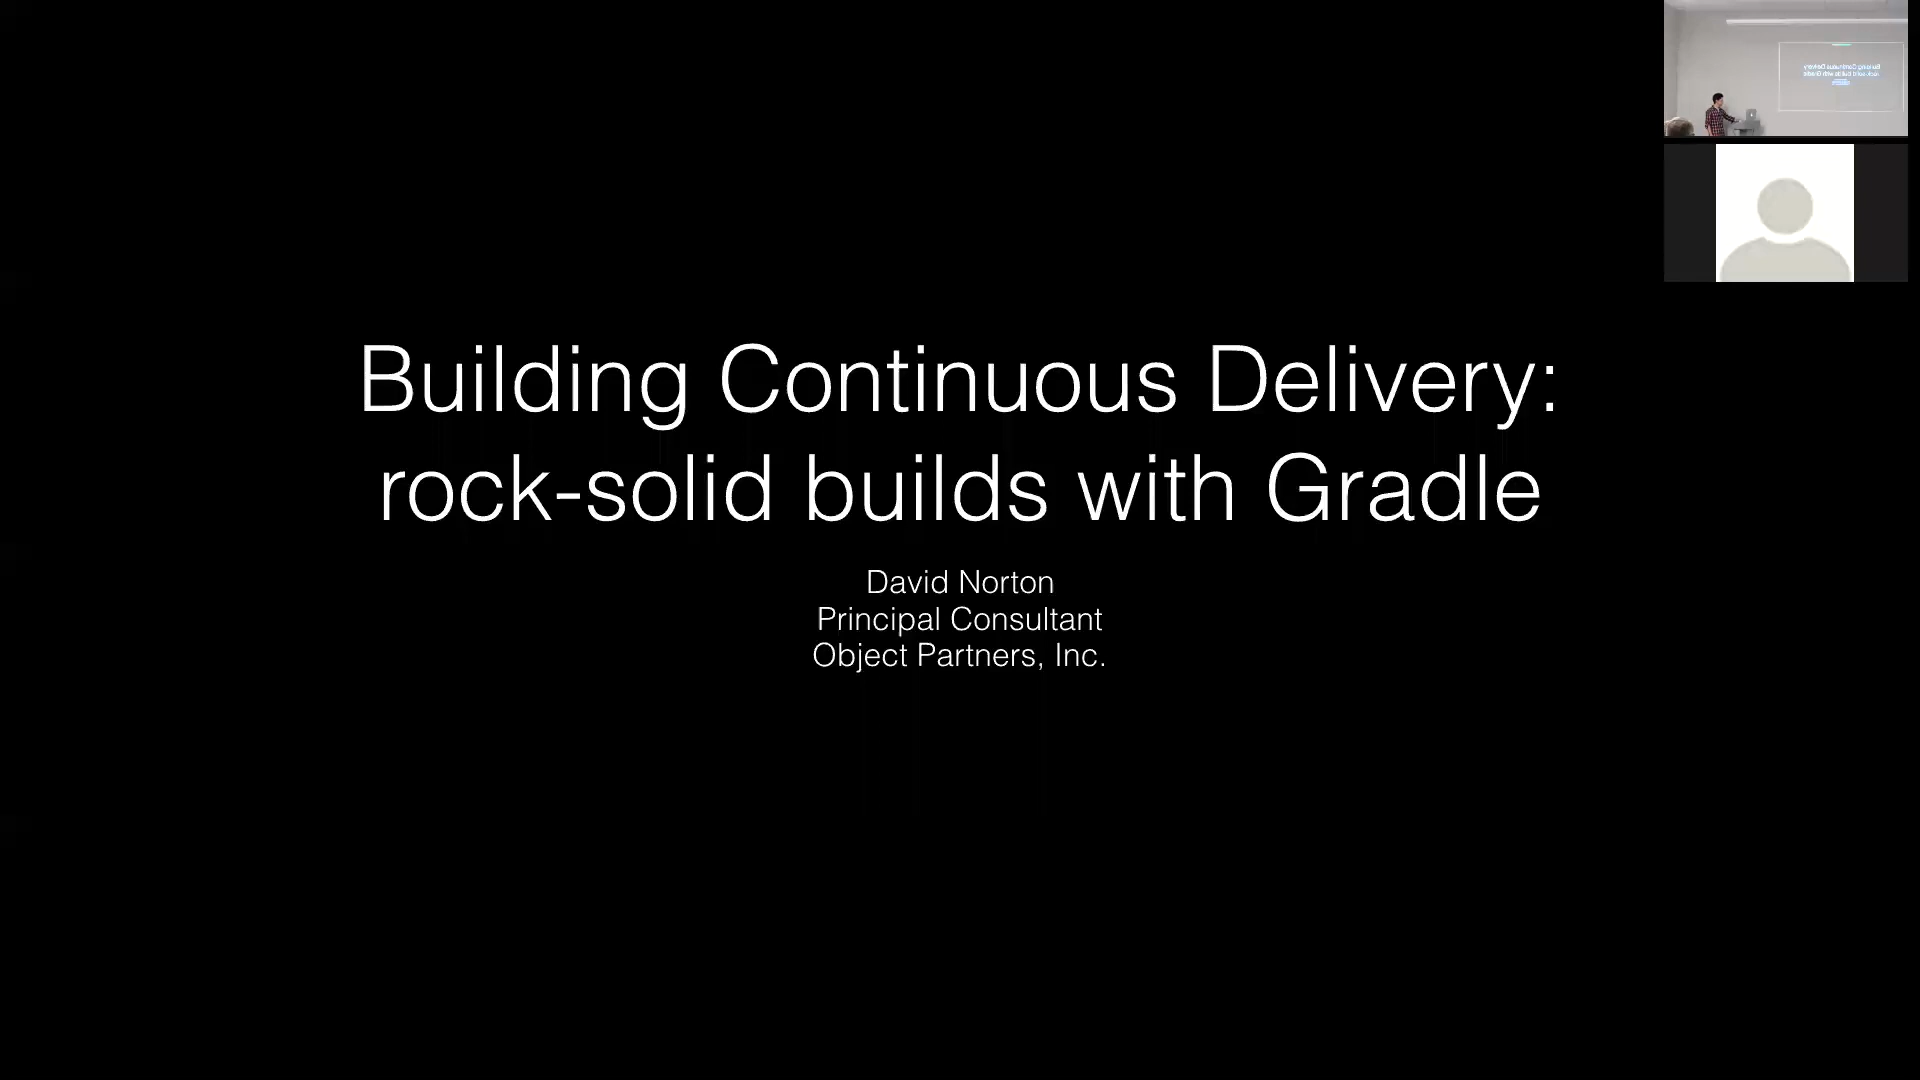 Building Continuous Delivery:
rock-solid builds with Gradle
David Norton
Principal Consultant
Object Partners, Inc.